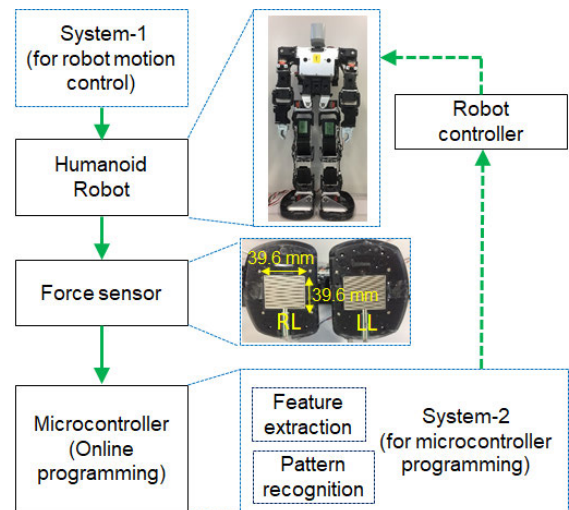 System-1
(for robot motion
control)
Robot
controller
Humanoid
Robot
39.6 mm
39.6 mm
RL
LL
Force sensor
Microcontroller
(Online
programming)
Feature
extraction
Pattern
recognition
System-2
(for microcontroller
programming)